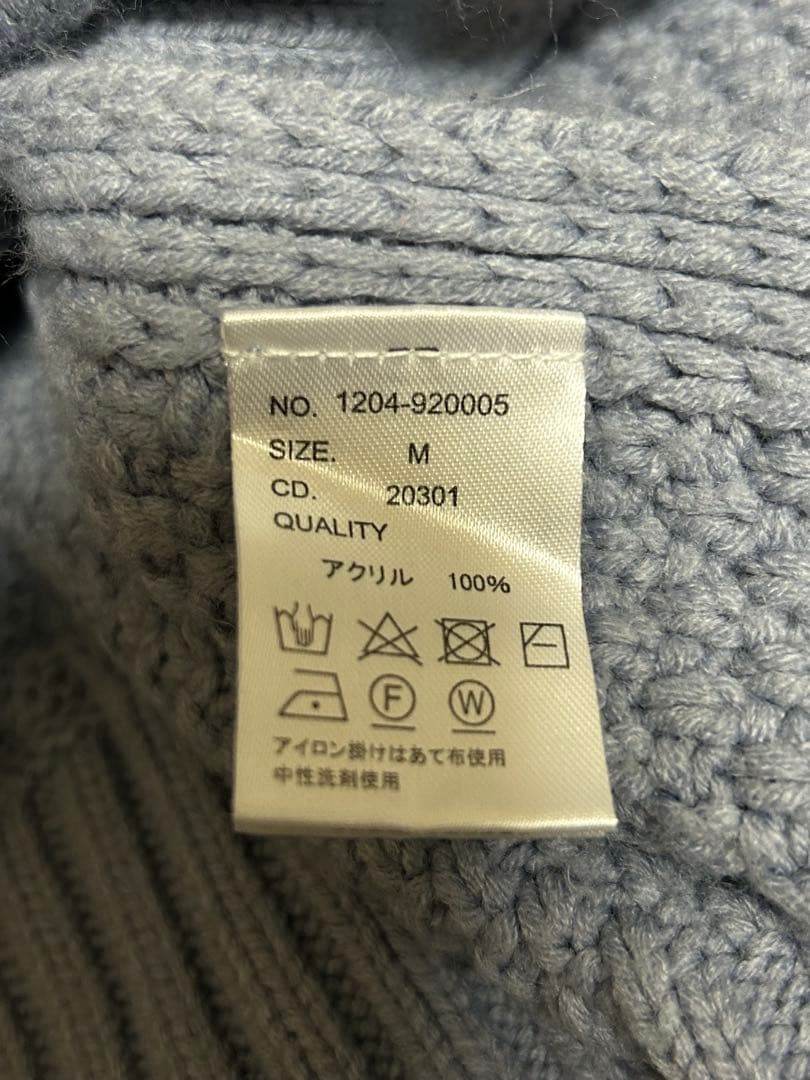 NO. 1204-920005
SIZE. M
CD. 20301
QUALITY
アクリル 100%
F W
アイロン掛けはあて布使用
中性洗剤使用